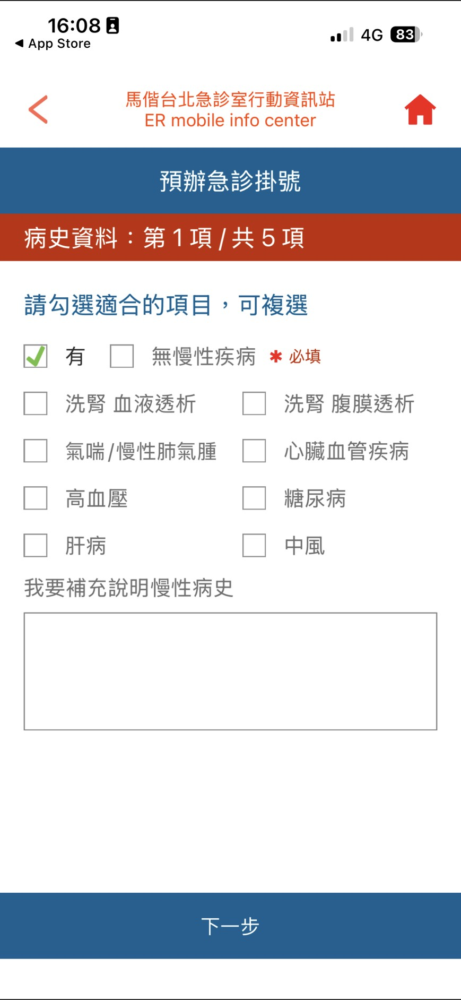 16:08
◀ App Store
4G 83
馬偕台北急診室行動資訊站
ER mobile info center
預辦急診掛號
病史資料：第 1 項 / 共 5 項
請勾選適合的項目，可複選
有 無慢性疾病 * 必填
洗腎 血液透析 洗腎 腹膜透析
氣喘/慢性肺氣腫 心臟血管疾病
高血壓 糖尿病
肝病 中風
我要補充說明慢性病史
下一步